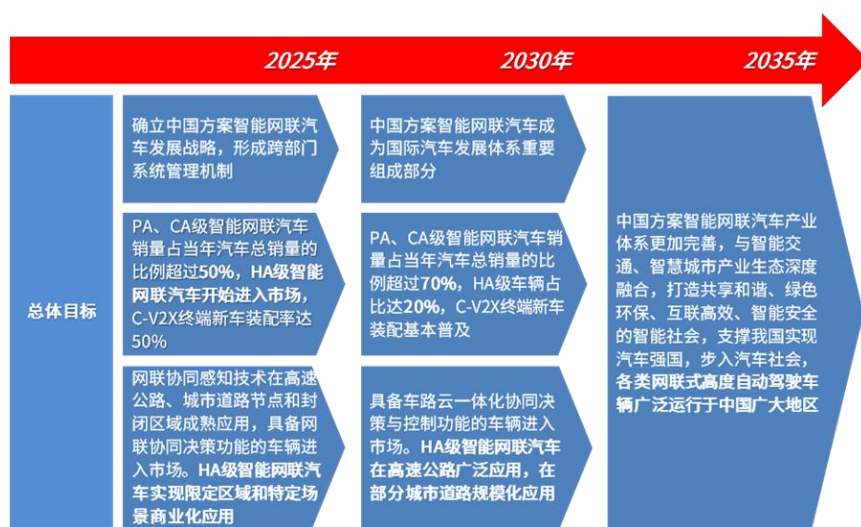 2025年
2030年
2035年
总体目标
确立中国方案智能网联汽
车发展战略，形成跨部门
系统管理机制
中国方案智能网联汽车成
为国际汽车发展体系重要
组成部分
PA、CA级智能网联汽车
销量占当年汽车总销量的
比例超过50%，HA级智能
网联汽车开始进入市场，
C-V2X终端新车装配率达
50%
PA、CA级智能网联汽车销
量占当年汽车总销量的比
例超过70%，HA级车辆占
比达20%，C-V2X终端新车
装配基本普及
网联协同感知技术在高速
公路、城市道路节点和封
闭区域成熟应用，具备网
联协同决策功能的车辆进
入市场。HA级智能网联汽
车实现限定区域和特定场
景商业化应用
具备车路云一体化协同决
策与控制功能的车辆进入
市场。HA级智能网联汽车
在高速公路广泛应用，在
部分城市道路规模化应用
中国方案智能网联汽车产业
体系更加完善，与智能交
通、智慧城市产业生态深度
融合，打造共享和谐、绿色
环保、互联高效、智能安全
的智能社会，支撑我国实现
汽车强国，步入汽车社会，
各类网联式高度自动驾驶车
辆广泛运行于中国广大地区